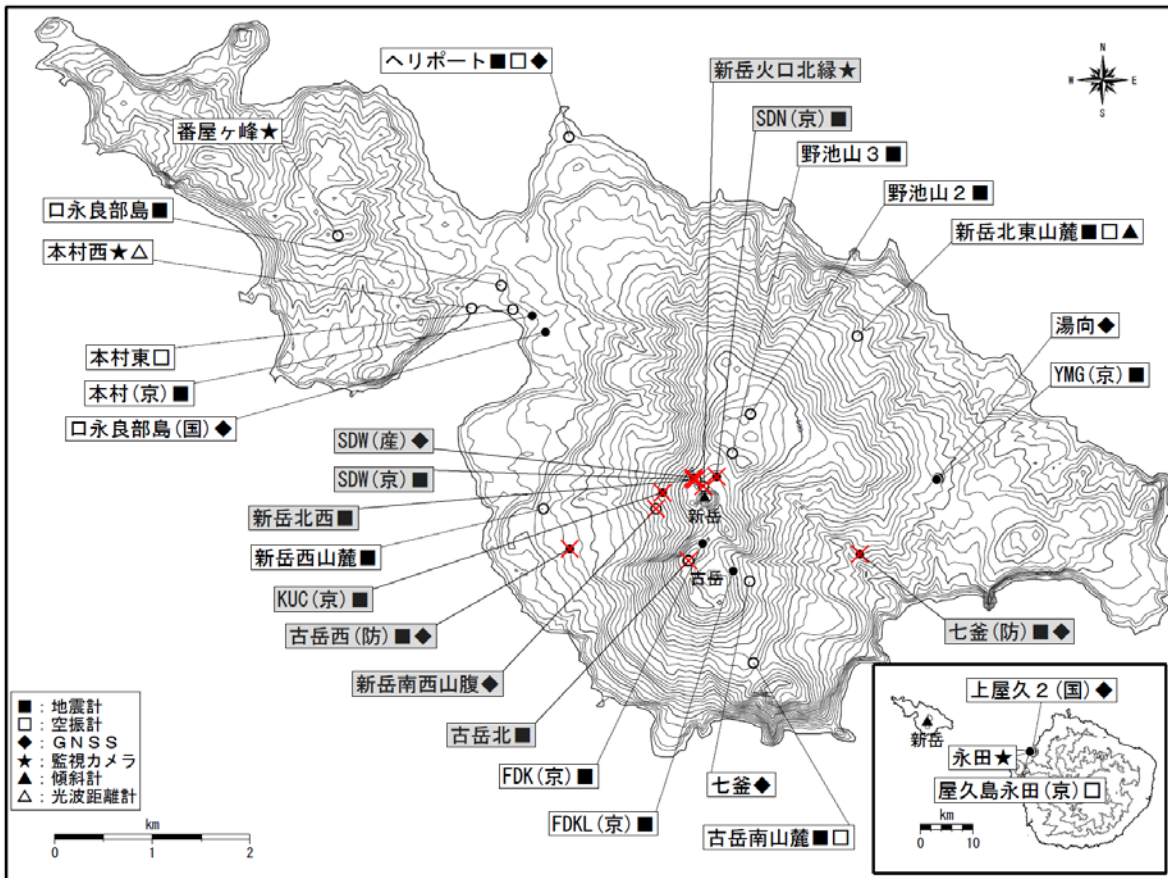 ヘリポート■□◆
新岳火口北縁★
N
W E
S
SDN(京)■
番屋ヶ峰★
野池山3■
野池山2■
口永良部島■
新岳北東山麓■□▲
本村西★△
湯向◆
本村東□
YMG(京)■
本村(京)■
口永良部島(国)◆
SDW(産)◆
SDW(京)■
新岳北西■
新岳
新岳西山麓■
KUC(京)■
古岳
古岳西(防)■◆
七釜(防)■◆
新岳南西山腹◆
古岳北■
FDK(京)■
七釜◆
FDKL(京)■
古岳南山麓■□
■:地震計
□:空振計
◆:GNSS
★:監視カメラ
▲:傾斜計
△:光波距離計
km
0 1 2
上屋久2(国)◆
新岳
永田★
屋久島永田(京)□
km
0 10